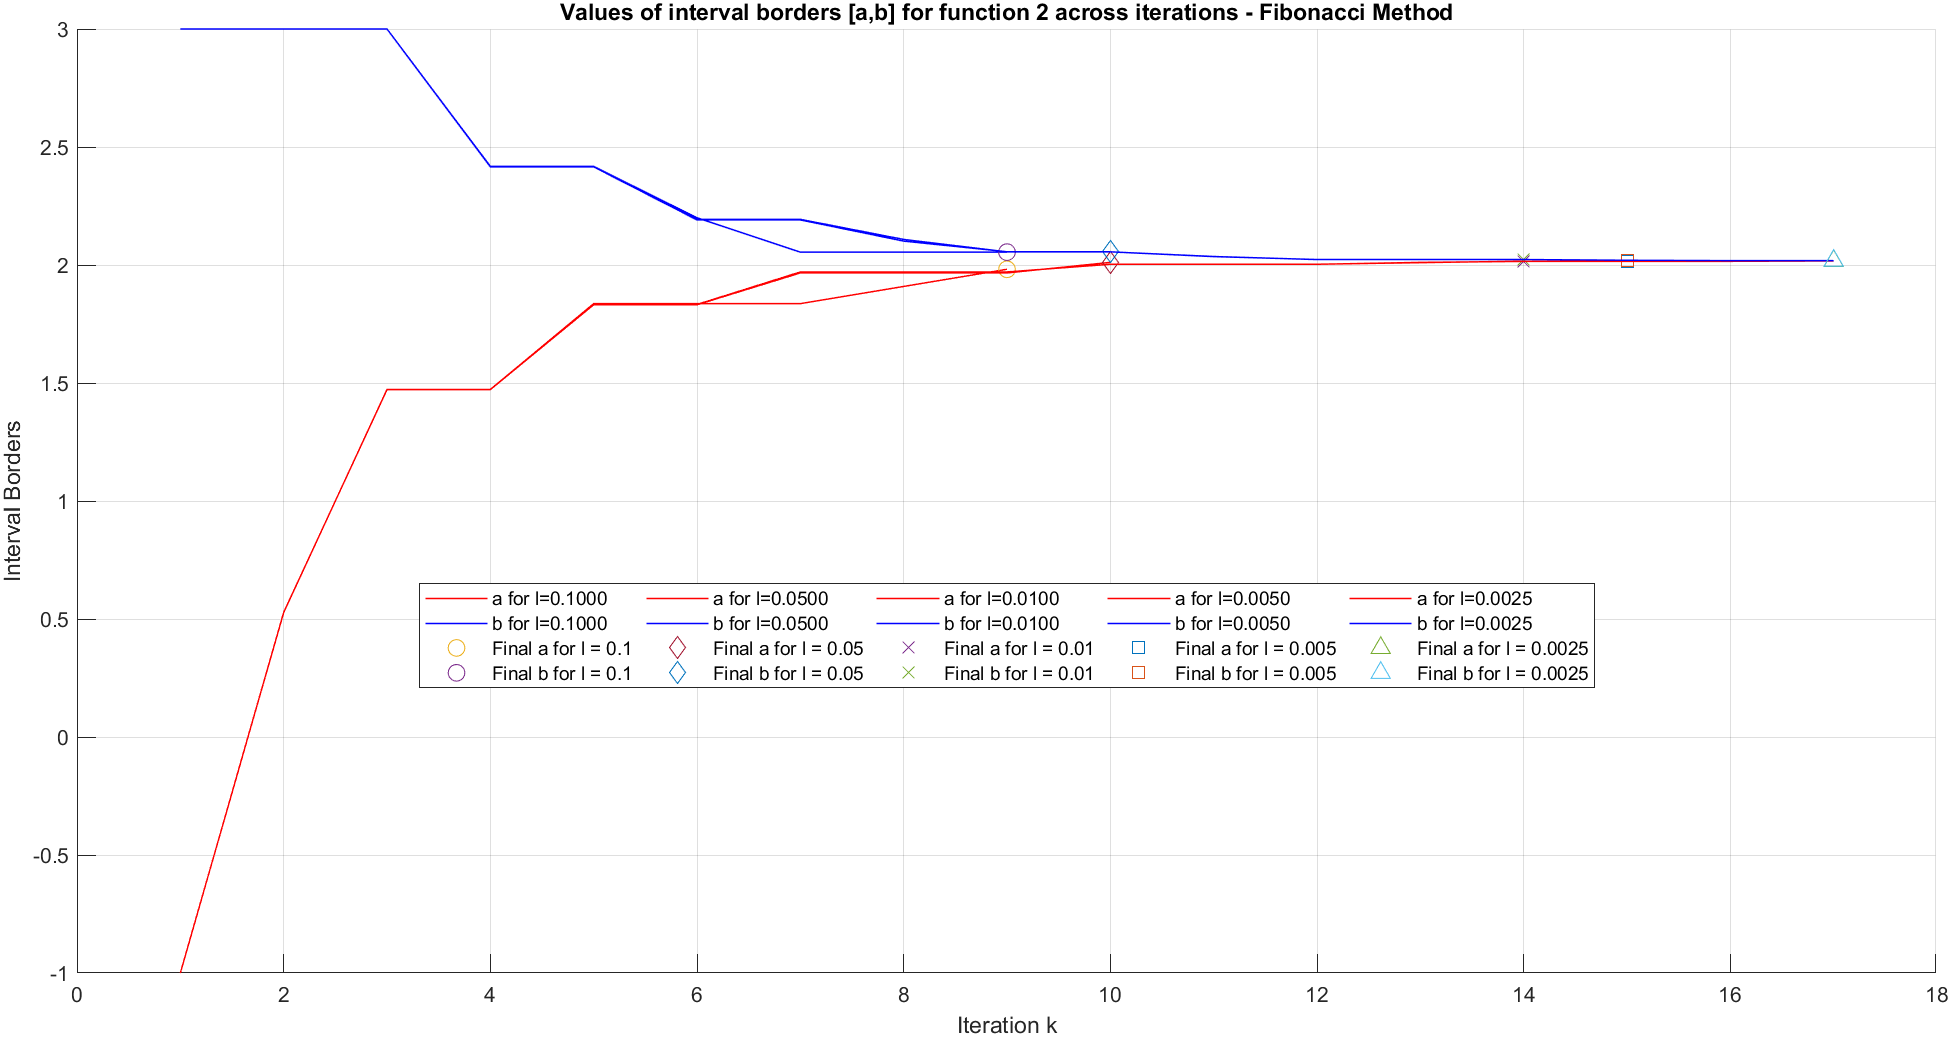 Values of interval borders [a,b] for function 2 across iterations - Fibonacci Method
3
2.5
2
1.5
1
0.5
0
-0.5
-1
Interval Borders
a for l=0.1000 a for l=0.0500 a for l=0.0100 a for l=0.0050 a for l=0.0025
b for l=0.1000 b for l=0.0500 b for l=0.0100 b for l=0.0050 b for l=0.0025
Final a for l = 0.1 Final a for l = 0.05 Final a for l = 0.01 Final a for l = 0.005 Final a for l = 0.0025
Final b for l = 0.1 Final b for l = 0.05 Final b for l = 0.01 Final b for l = 0.005 Final b for l = 0.0025
0 2 4 6 8 10 12 14 16 18
Iteration k